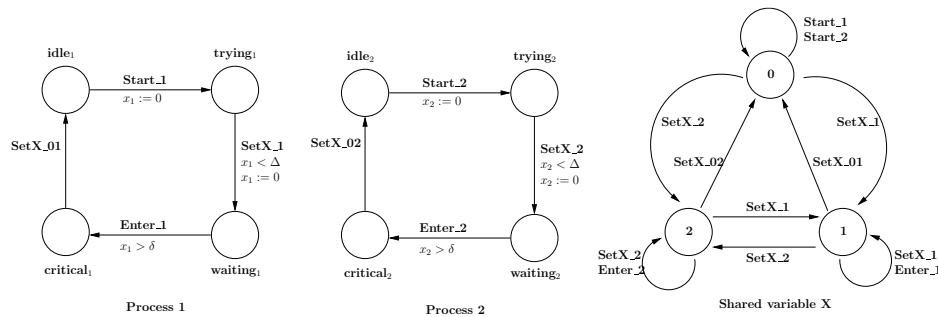 idle₁
trying₁
Start_1
x₁ := 0
SetX_01
SetX_1
x₁ < Δ
x₁ := 0
Enter_1
x₁ > δ
critical₁
waiting₁
Process 1
idle₂
trying₂
Start_2
x₂ := 0
SetX_02
SetX_2
x₂ < Δ
x₂ := 0
Enter_2
x₂ > δ
critical₂
waiting₂
Process 2
Start_1
Start_2
0
SetX_2
SetX_1
SetX_02
SetX_01
SetX_1
2
1
SetX_2
SetX_2
Enter_2
SetX_1
Enter_1
Shared variable X